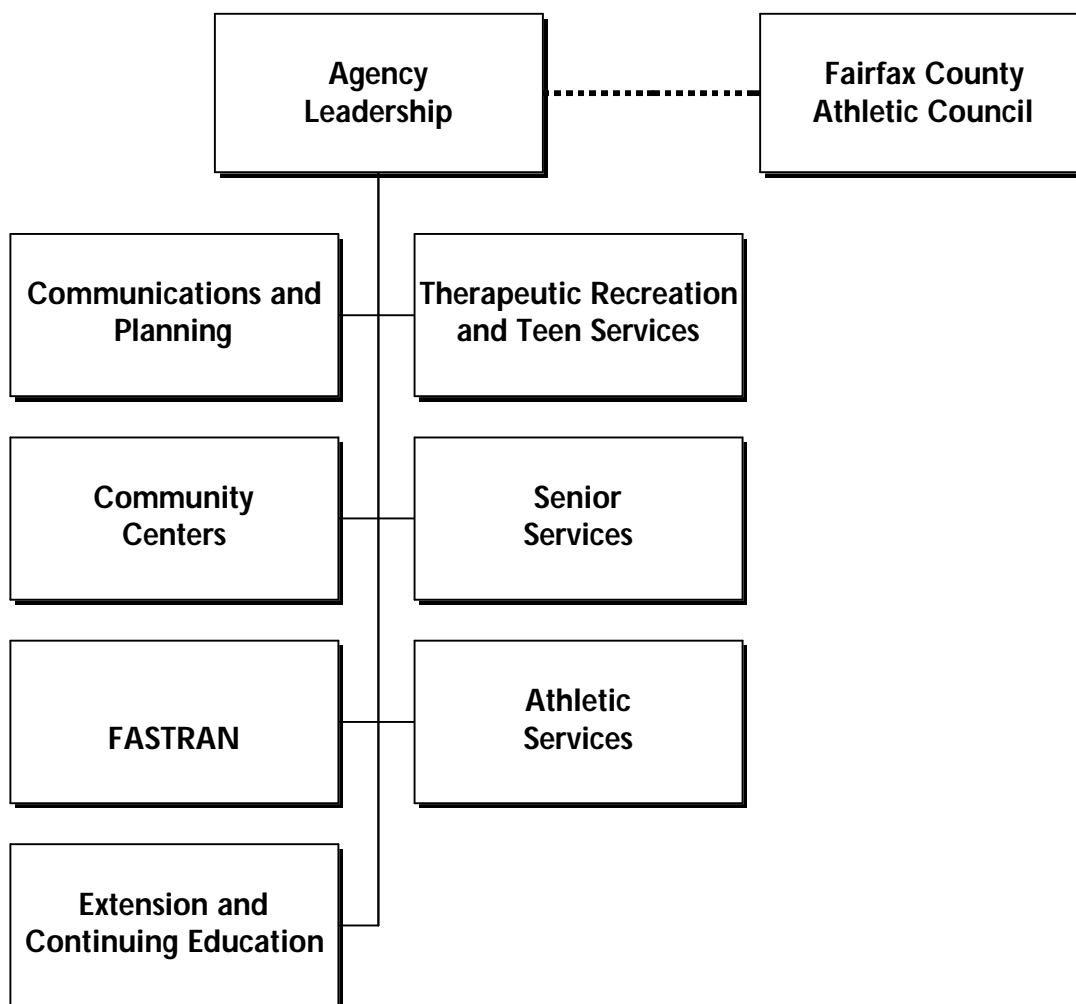 Agency
Leadership
Fairfax County
Athletic Council
Communications and
Planning
Therapeutic Recreation
and Teen Services
Community
Centers
Senior
Services
FASTRAN
Athletic
Services
Extension and
Continuing Education